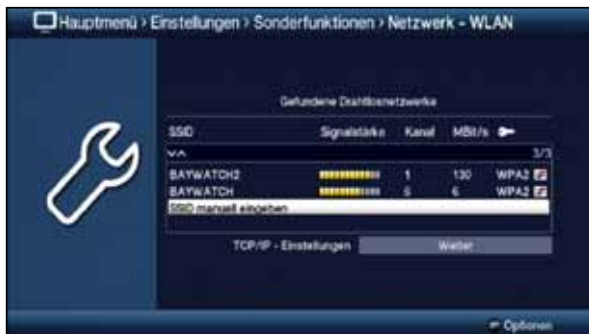 Hauptmenü > Einstellungen > Sonderfunktionen > Netzwerk - WLAN
Gefundene Drahtlosnetzwerke
SSID Signalstärke Kanal MBit/s
3/3
BAYWATCH2 1 130 WPA2
BAYWATCH 6 6 WPA2
SSID manuell eingeben
TCP/IP - Einstellungen Weiter
Optionen